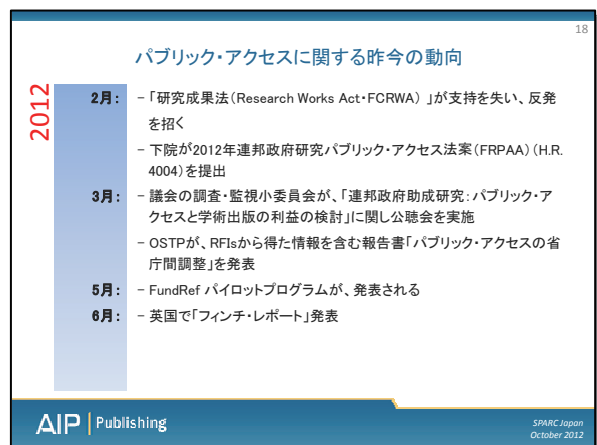 18
パブリック・アクセスに関する昨今の動向
2012
2月： － 「研究成果法（Research Works Act・FCRWA） 」が支持を失い、反発
を招く
－ 下院が2012年連邦政府研究パブリック・アクセス法案（FRPAA）（H.R.
4004）を提出
3月： － 議会の調査・監視小委員会が、「連邦政府助成研究：パブリック・ア
クセスと学術出版の利益の検討」に関し公聴会を実施
－ OSTPが、RFIsから得た情報を含む報告書「パブリック・アクセスの省
庁間調整」を発表
5月： － FundRef パイロットプログラムが、発表される
6月： － 英国で「フィンチ・レポート」発表
AIP | Publishing
SPARC Japan
October 2012